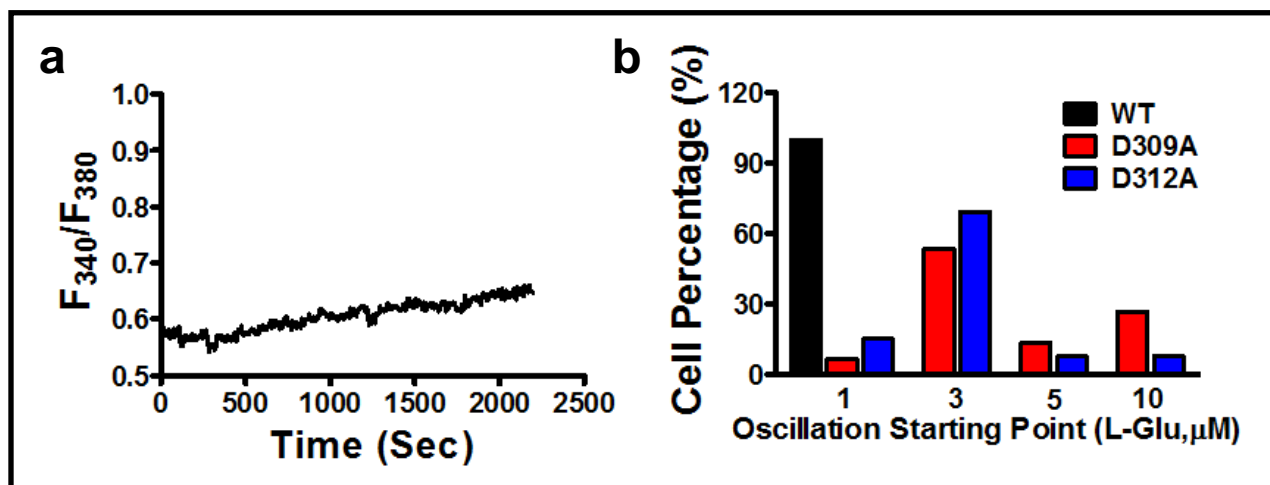 a
1.0
0.9
0.8
0.7
0.6
0.5
F340/F380
0 500 1000 1500 2000 2500
Time (Sec)
b
Cell Percentage (%)
120
90
60
30
0
WT
D309A
D312A
1 3 5 10
Oscillation Starting Point (L-Glu,μM)